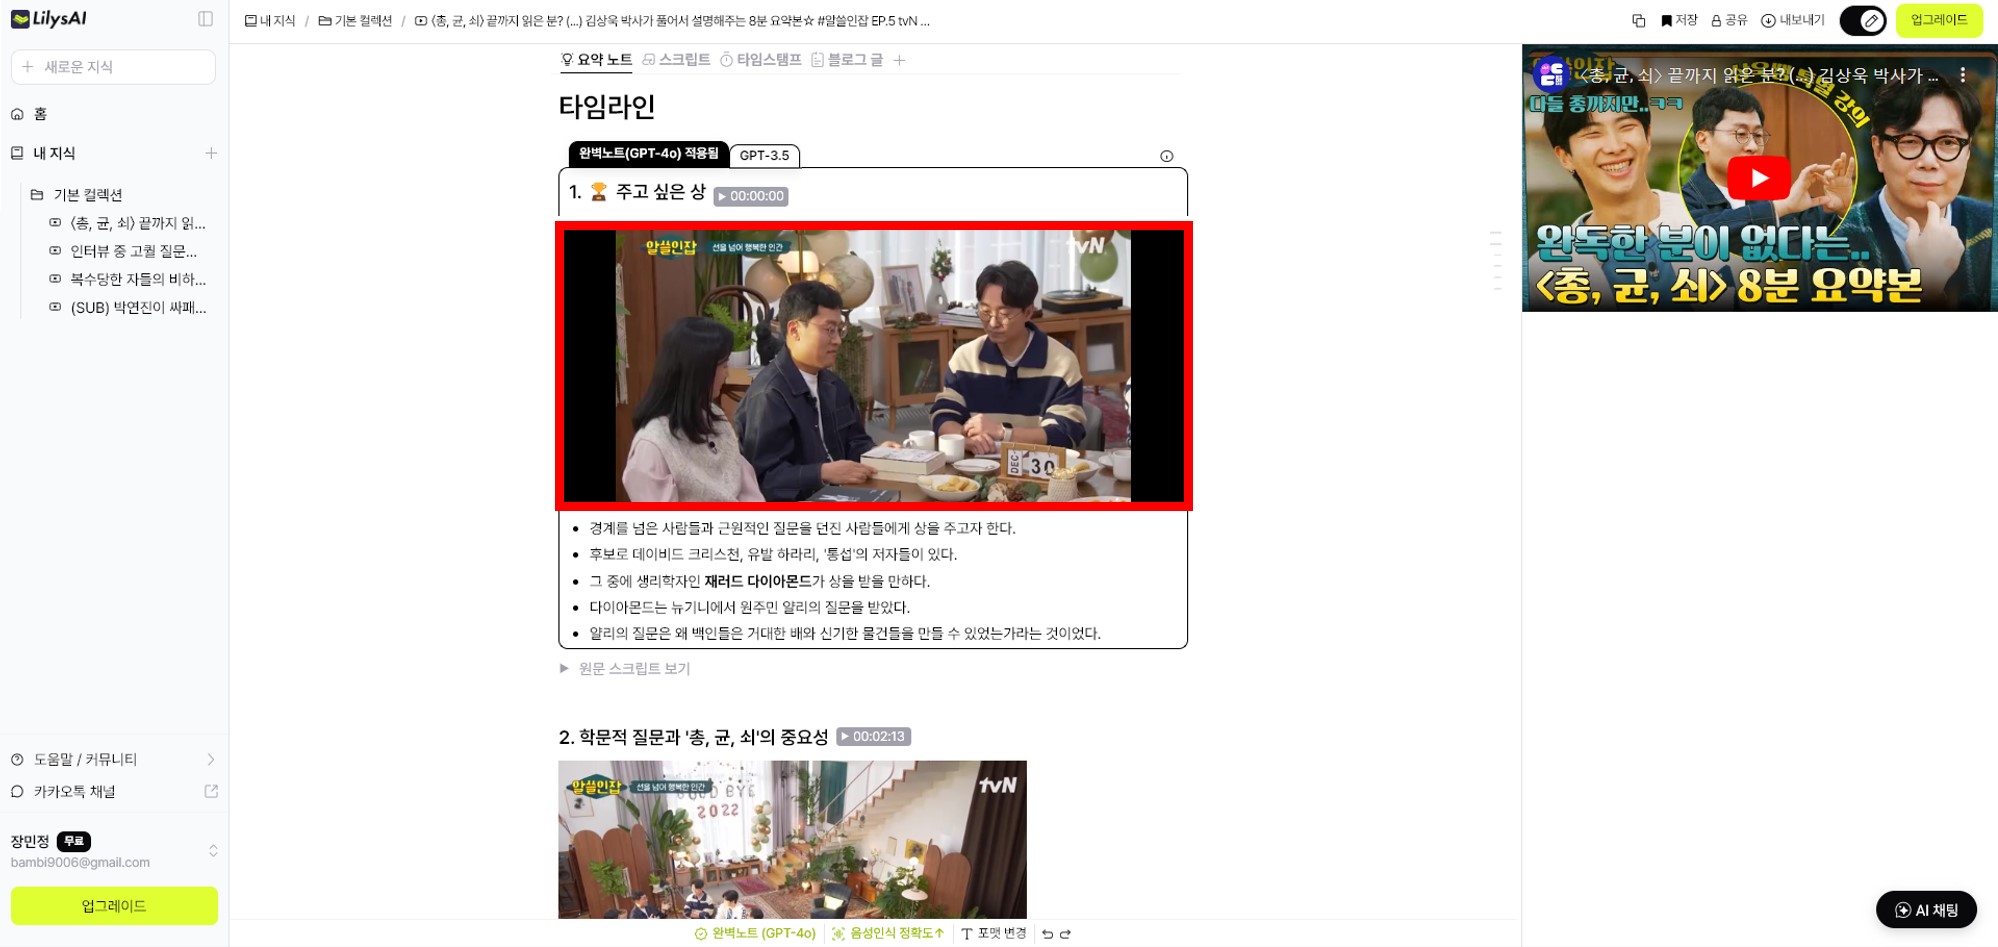 LilysAI
새로운 지식
홈
내 지식
기본 컬렉션
〈총, 균, 쇠〉 끝까지 읽...
인터뷰 중 고퀄 질문...
복수당한 자들의 비하...
(SUB) 박연진이 싸패...
도움말 / 커뮤니티
카카오톡 채널
장민정 무료
bambi9006@gmail.com
업그레이드
내 지식 / 기본 컬렉션 / 〈총, 균, 쇠〉 끝까지 읽은 분? (...) 김상욱 박사가 풀어서 설명해주는 8분 요약본☆ #알쓸인잡 EP.5 tvN ...
저장 공유 내보내기 업그레이드
요약 노트 스크립트 타임스탬프 블로그 글
타임라인
완벽노트(GPT-4o) 적용됨 GPT-3.5
1. 🏆 주고 싶은 상 ▶ 00:00:00
알쓸인잡 선을 넘어 행복한 인간 tvN
DEC 30
• 경계를 넘은 사람들과 근원적인 질문을 던진 사람들에게 상을 주고자 한다.
• 후보로 데이비드 크리스천, 유발 하라리, '통섭'의 저자들이 있다.
• 그 중에 생리학자인 재러드 다이아몬드가 상을 받을 만하다.
• 다이아몬드는 뉴기니에서 원주민 얄리의 질문을 받았다.
• 얄리의 질문은 왜 백인들은 거대한 배와 신기한 물건들을 만들 수 있었는가라는 것이었다.
▶ 원문 스크립트 보기
2. 학문적 질문과 '총, 균, 쇠'의 중요성 ▶ 00:02:13
알쓸인잡 선을 넘어 행복한 인간 tvN
GOOD BYE
2022
완벽노트 (GPT-4o) 음성인식 정확도↑ 포맷 변경
〈총, 균, 쇠〉 끝까지 읽은 분? (...) 김상욱 박사가 ...
다들 총까지만..ㅋㅋ
김상욱 특별 강의
완독한 분이 없다는..
<총, 균, 쇠> 8분 요약본
AI 채팅